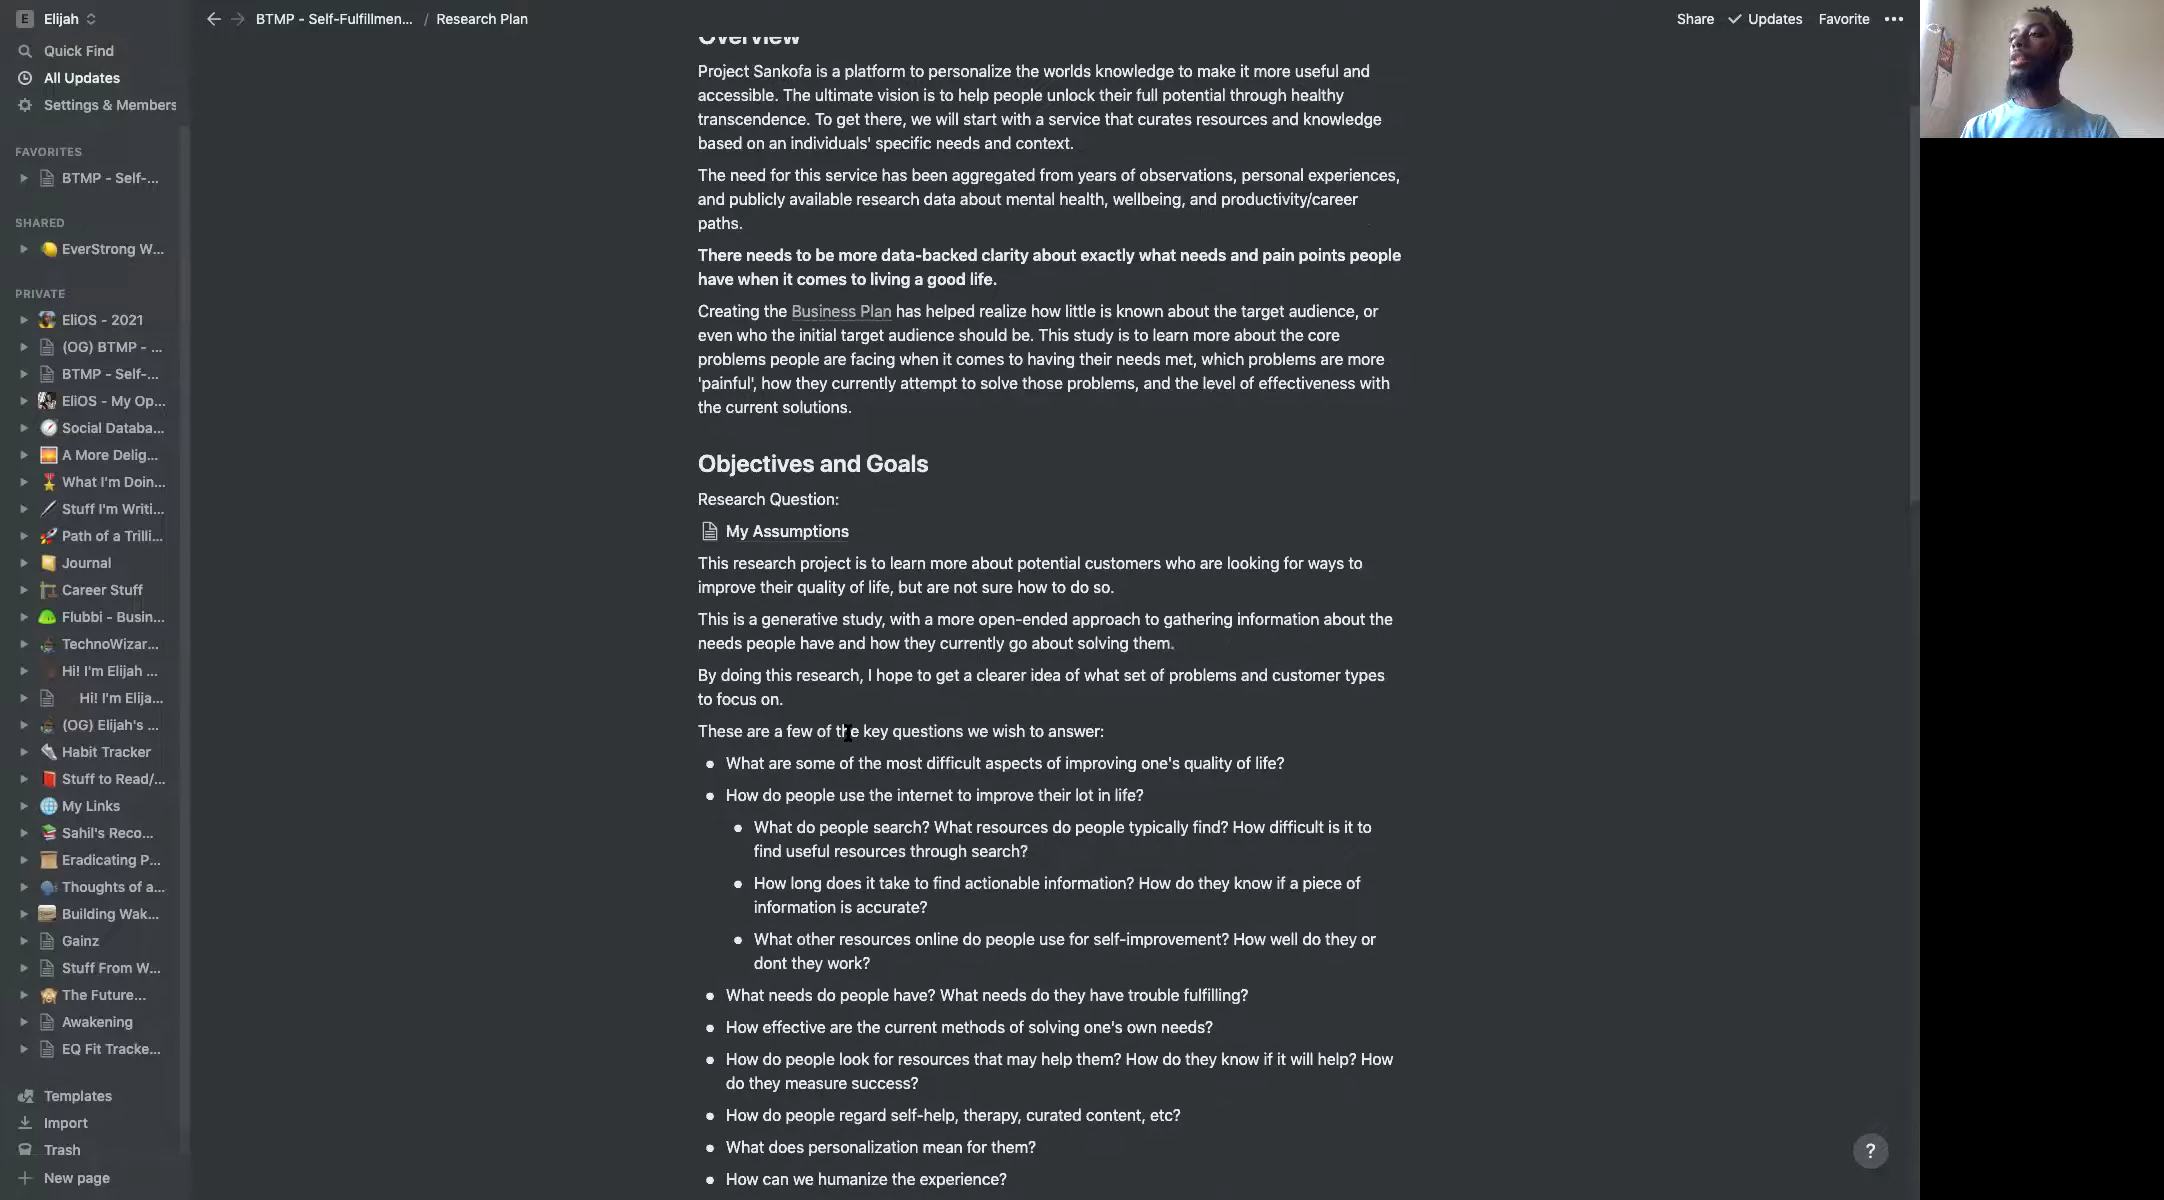 E Elijah
Quick Find
All Updates
Settings & Members
FAVORITES
BTMP - Self-...
SHARED
EverStrong W...
PRIVATE
EliOS - 2021
(OG) BTMP - ...
BTMP - Self-...
EliOS - My Op...
Social Databa...
A More Delig...
What I'm Doin...
Stuff I'm Writi...
Path of a Trilli...
Journal
Career Stuff
Flubbi - Busin...
TechnoWizar...
Hi! I'm Elijah ...
Hi! I'm Elija...
(OG) Elijah's ...
Habit Tracker
Stuff to Read/...
My Links
Sahil's Reco...
Eradicating P...
Thoughts of a...
Building Wak...
Gainz
Stuff From W...
The Future...
Awakening
EQ Fit Tracke...
Templates
Import
Trash
New page
BTMP - Self-Fulfillmen... / Research Plan
Share Updates Favorite
Overview
Project Sankofa is a platform to personalize the worlds knowledge to make it more useful and
accessible. The ultimate vision is to help people unlock their full potential through healthy
transcendence. To get there, we will start with a service that curates resources and knowledge
based on an individuals' specific needs and context.
The need for this service has been aggregated from years of observations, personal experiences,
and publicly available research data about mental health, wellbeing, and productivity/career
paths.
There needs to be more data-backed clarity about exactly what needs and pain points people
have when it comes to living a good life.
Creating the Business Plan has helped realize how little is known about the target audience, or
even who the initial target audience should be. This study is to learn more about the core
problems people are facing when it comes to having their needs met, which problems are more
'painful', how they currently attempt to solve those problems, and the level of effectiveness with
the current solutions.
Objectives and Goals
Research Question:
My Assumptions
This research project is to learn more about potential customers who are looking for ways to
improve their quality of life, but are not sure how to do so.
This is a generative study, with a more open-ended approach to gathering information about the
needs people have and how they currently go about solving them.
By doing this research, I hope to get a clearer idea of what set of problems and customer types
to focus on.
These are a few of the key questions we wish to answer:
● What are some of the most difficult aspects of improving one's quality of life?
● How do people use the internet to improve their lot in life?
● What do people search? What resources do people typically find? How difficult is it to
find useful resources through search?
● How long does it take to find actionable information? How do they know if a piece of
information is accurate?
● What other resources online do people use for self-improvement? How well do they or
dont they work?
● What needs do people have? What needs do they have trouble fulfilling?
● How effective are the current methods of solving one's own needs?
● How do people look for resources that may help them? How do they know if it will help? How
do they measure success?
● How do people regard self-help, therapy, curated content, etc?
● What does personalization mean for them?
● How can we humanize the experience?
?